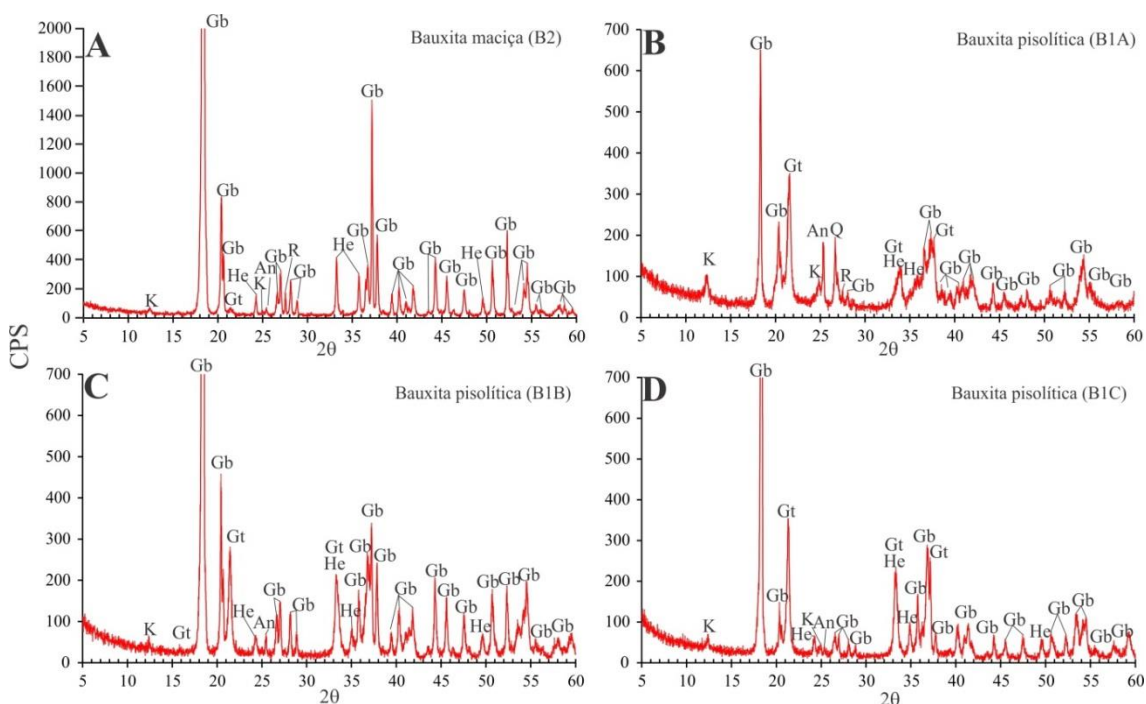 A
Bauxita maciça (B2)
2000
1800
1600
1400
1200
1000
800
600
400
200
0
Gb
Gb
Gb
Gb
Gb
Gb
Gb
He
Gb
He
An
K
Gt
Gb
R
Gb
He
Gb
Gb
Gb
Gb
Gb
Gb
Gb
Gb
K
5 10 15 20 25 30 35 40 45 50 55 60
2θ
B
Bauxita pisolítica (B1A)
700
600
500
400
300
200
100
0
Gb
Gt
Gb
K
An
Q
K
R
Gb
Gt
He
He
Gb
Gt
Gb
Gb
Gb
Gb
Gb
Gb
Gb
Gb
Gb
5 10 15 20 25 30 35 40 45 50 55 60
2θ
CPS
C
Bauxita pisolítica (B1B)
700
600
500
400
300
200
100
0
Gb
Gb
Gt
K
Gt
He
An
Gb
Gb
Gt
He
He
Gb
Gb
Gb
Gb
Gb
Gb
Gb
Gb
He
Gb
Gb
Gb
Gb
Gb
5 10 15 20 25 30 35 40 45 50 55 60
2θ
D
Bauxita pisolítica (B1C)
700
600
500
400
300
200
100
0
Gb
Gt
Gb
K
He
K
An
Gb
Gb
Gt
He
He
Gb
Gb
Gt
Gb
Gb
Gb
Gb
He
Gb
Gb
Gb
Gb
Gb
5 10 15 20 25 30 35 40 45 50 55 60
2θ